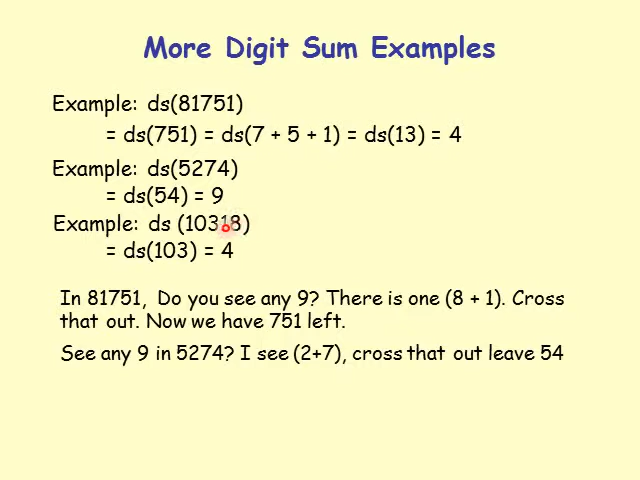 More Digit Sum Examples
Example: ds(81751)
= ds(751) = ds(7 + 5 + 1) = ds(13) = 4
Example: ds(5274)
= ds(54) = 9
Example: ds (10318)
= ds(103) = 4
In 81751, Do you see any 9? There is one (8 + 1). Cross
that out. Now we have 751 left.
See any 9 in 5274? I see (2+7), cross that out leave 54